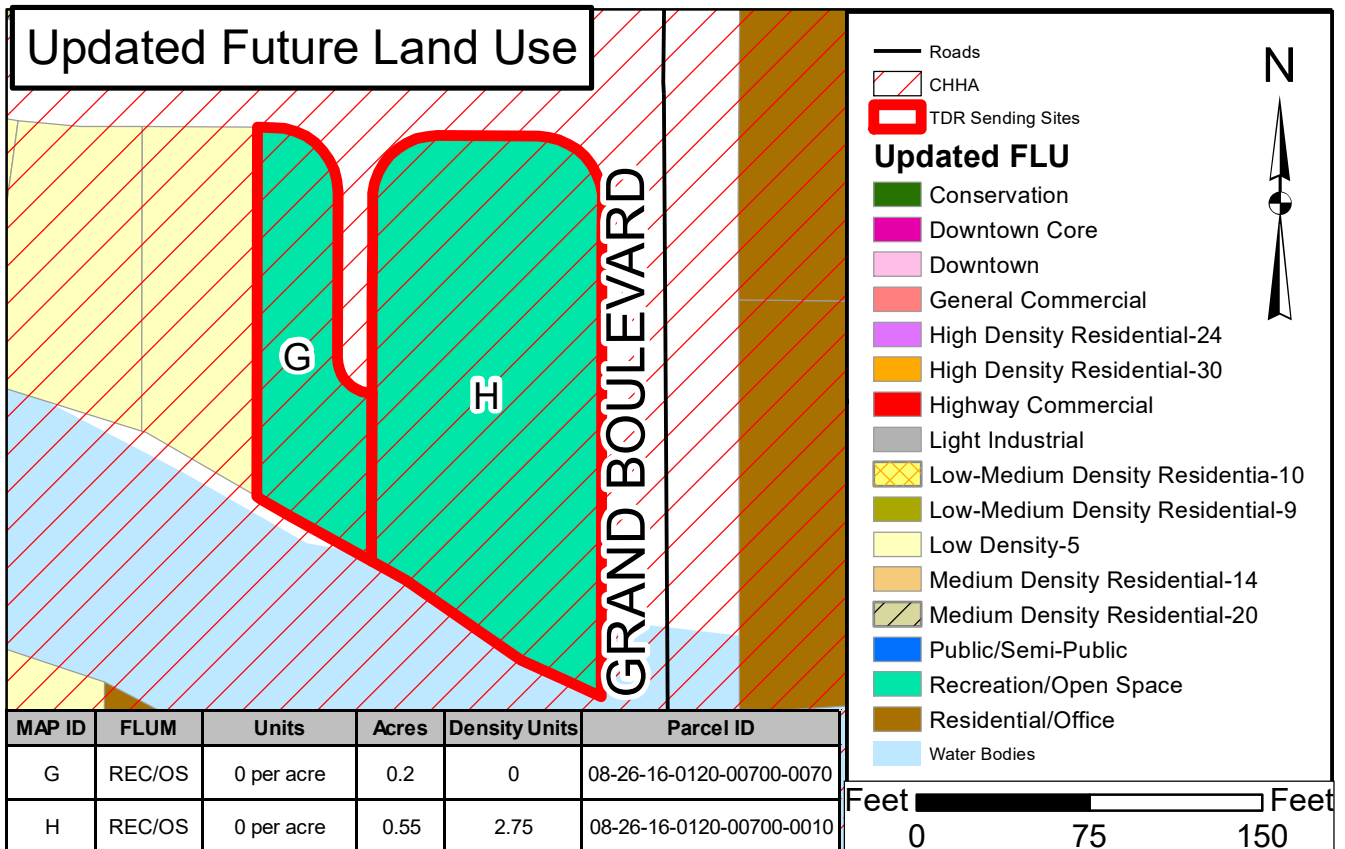 Updated Future Land Use
G
H
GRAND BOULEVARD
MAP ID FLUM Units Acres Density Units Parcel ID
G REC/OS 0 per acre 0.2 0 08-26-16-0120-00700-0070
H REC/OS 0 per acre 0.55 2.75 08-26-16-0120-00700-0010
Roads
CHHA
TDR Sending Sites
Updated FLU
Conservation
Downtown Core
Downtown
General Commercial
High Density Residential-24
High Density Residential-30
Highway Commercial
Light Industrial
Low-Medium Density Residentia-10
Low-Medium Density Residential-9
Low Density-5
Medium Density Residential-14
Medium Density Residential-20
Public/Semi-Public
Recreation/Open Space
Residential/Office
Water Bodies
N
Feet Feet
0 75 150